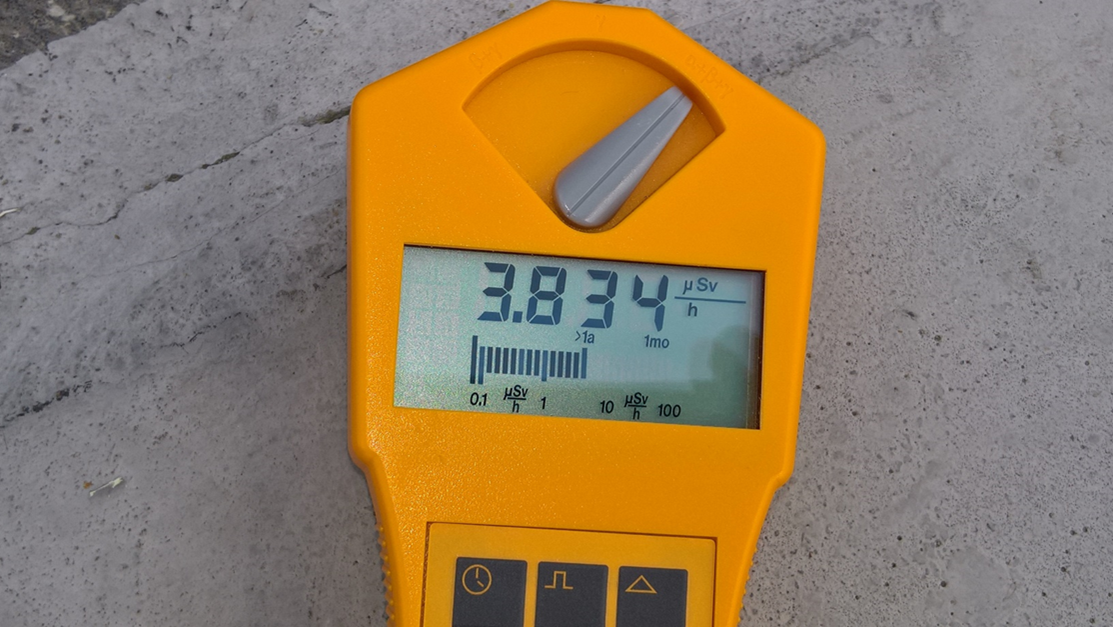 γ
3.834 µSv/h
>1a 1mo
0.1 µSv/h 1 10 µSv/h 100